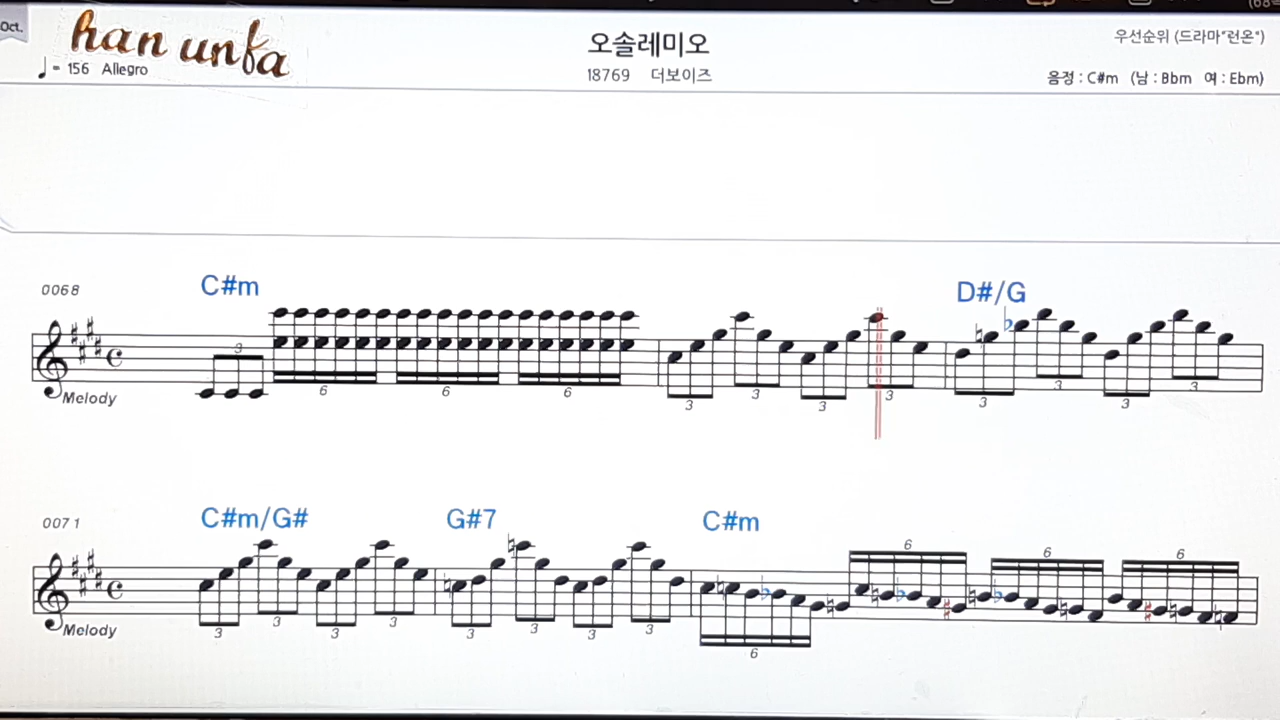 Oct.
han unfa
♩= 156 Allegro
오솔레미오
18769 더보이즈
우선순위 (드라마"런온")
음정 : C#m (남 : Bbm 여 : Ebm)
0068
C#m
D#/G
3
6 6 6
3 3 3 3
3 3 3 3
Melody
0071
C#m/G#
G#7
C#m
6 6 6
3 3 3 3
3 3 3 3
6
Melody